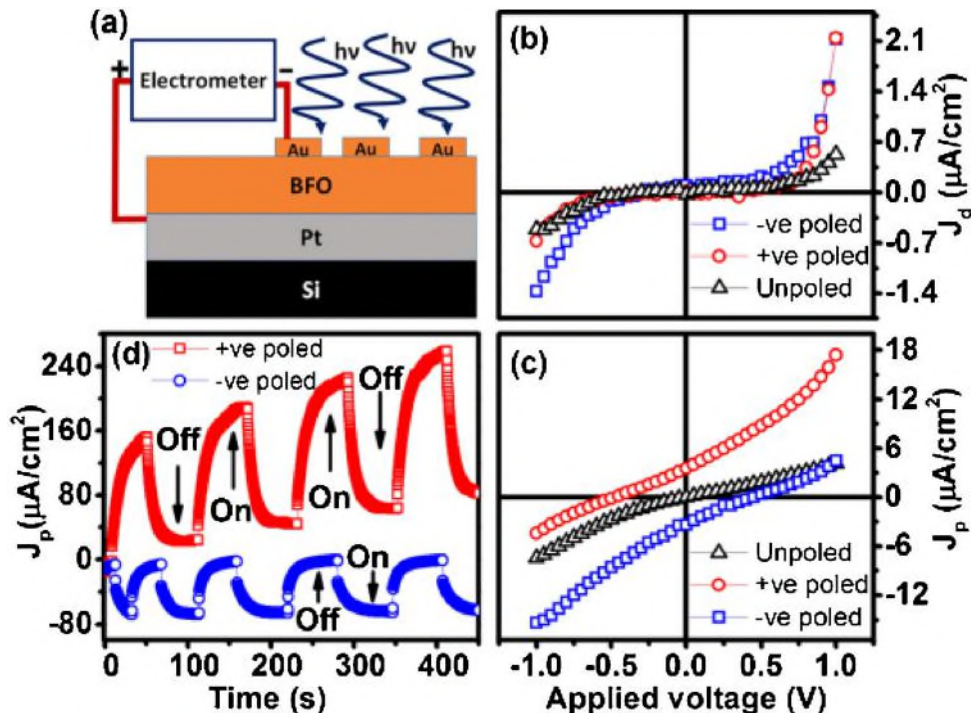 (a)
+
Electrometer
−
hν
hν
hν
Au
Au
Au
BFO
Pt
Si
(b)
2.1
1.4
0.7
0.0
-0.7
-1.4
J_d (μA/cm²)
-ve poled
+ve poled
Unpoled
(d)
+ve poled
-ve poled
240
160
80
0
-80
J_p(μA/cm²)
Off
On
On
Off
Off
On
0
100
200
300
400
Time (s)
(c)
18
12
6
0
-6
-12
J_p (μA/cm²)
Unpoled
+ve poled
-ve poled
-1.0
-0.5
0.0
0.5
1.0
Applied voltage (V)